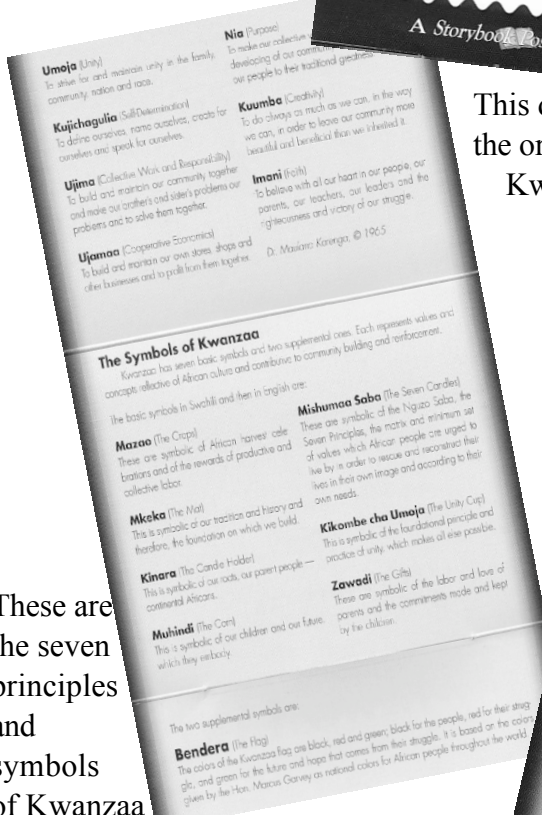 A Storybook Pos
This
the on
Kw
Umoja (Unity)
To strive for and maintain unity in the family,
community, nation and race.
Kujichagulia (Self-Determination)
To define ourselves, name ourselves, create for
ourselves and speak for ourselves.
Ujima (Collective Work and Responsibility)
To build and maintain our community together
and make our brother's and sister's problems our
problems and to solve them together.
Ujamaa (Cooperative Economics)
To build and maintain our own stores, shops and
other businesses and to profit from them together.
Nia (Purpose)
To make our collective
developing of our
our people to their traditional greatness
Kuumba (Creativity)
To do always as much as we can, in the way
we can, in order to leave our community more
beautiful and beneficial than we inherited it.
Imani (Faith)
To believe with all our heart in our people, our
parents, our teachers, our leaders and the
righteousness and victory of our struggle.
Dr. Maulana Karenga, © 1965
The Symbols of Kwanzaa
Kwanzaa has seven basic symbols and two supplemental ones. Each represents values and
concepts reflective of African culture and contributive to community building and reinforcement.
The basic symbols in Swahili and then in English are:
Mazao (The Crops)
These are symbolic of African harvest cele-
brations and of the rewards of productive and
collective labor.
Mkeka (The Mat)
This is symbolic of our tradition and history and
therefore, the foundation on which we build.
Kinara (The Candle Holder)
This is symbolic of our roots, our parent people —
continental Africans.
Muhindi (The Corn)
This is symbolic of our children and our future,
which they embody.
Mishumaa Saba (The Seven Candles)
These are symbolic of the Nguzo Saba, the
Seven Principles, the matrix and minimum set
of values which African people are urged to
live by in order to rescue and reconstruct their
lives in their own image and according to their
own needs.
Kikombe cha Umoja (The Unity Cup)
This is symbolic of the foundational principle and
practice of unity, which makes all else possible.
Zawadi (The Gifts)
These are symbolic of the labor and love of
parents and the commitments made and kept
by the children.
The two supplemental symbols are:
Bendera (The Flag)
The colors of the Kwanzaa flag are black, red and green; black for the people, red for their strug-
gle, and green for the future and hope that comes from their struggle. It is based on the colors
given by the Hon. Marcus Garvey as national colors for African people throughout the world.
These are
the seven
principles
and
symbols
of Kwanzaa